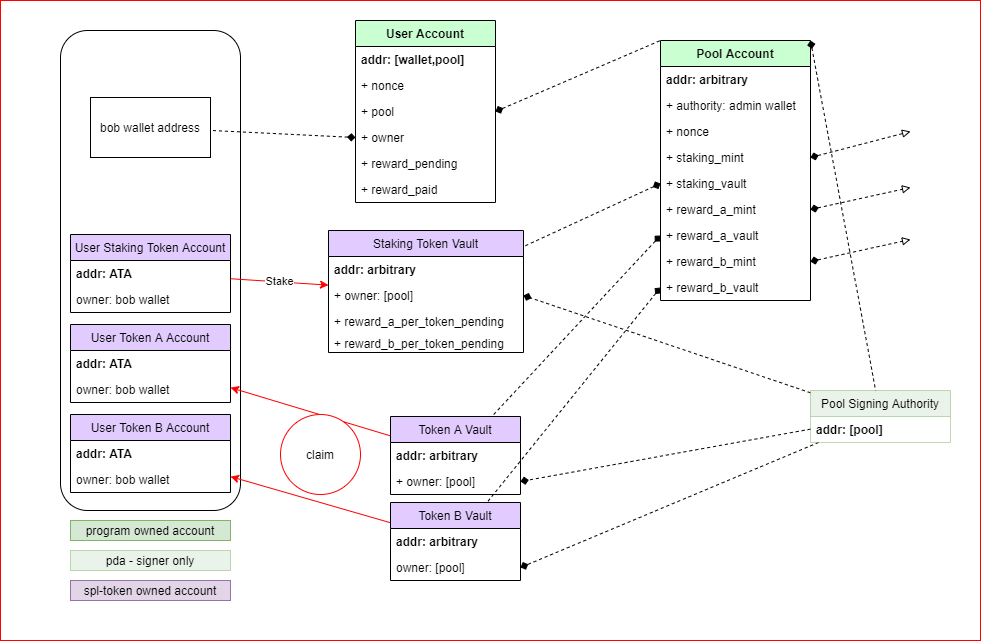 bob wallet address
User Staking Token Account
addr: ATA
owner: bob wallet
User Token A Account
addr: ATA
owner: bob wallet
User Token B Account
addr: ATA
owner: bob wallet
program owned account
pda - signer only
spl-token owned account
User Account
addr: [wallet,pool]
+ nonce
+ pool
+ owner
+ reward_pending
+ reward_paid
Stake
Staking Token Vault
addr: arbitrary
+ owner: [pool]
+ reward_a_per_token_pending
+ reward_b_per_token_pending
claim
Token A Vault
addr: arbitrary
+ owner: [pool]
Token B Vault
addr: arbitrary
owner: [pool]
Pool Account
addr: arbitrary
+ authority: admin wallet
+ nonce
+ staking_mint
+ staking_vault
+ reward_a_mint
+ reward_a_vault
+ reward_b_mint
+ reward_b_vault
Pool Signing Authority
addr: [pool]